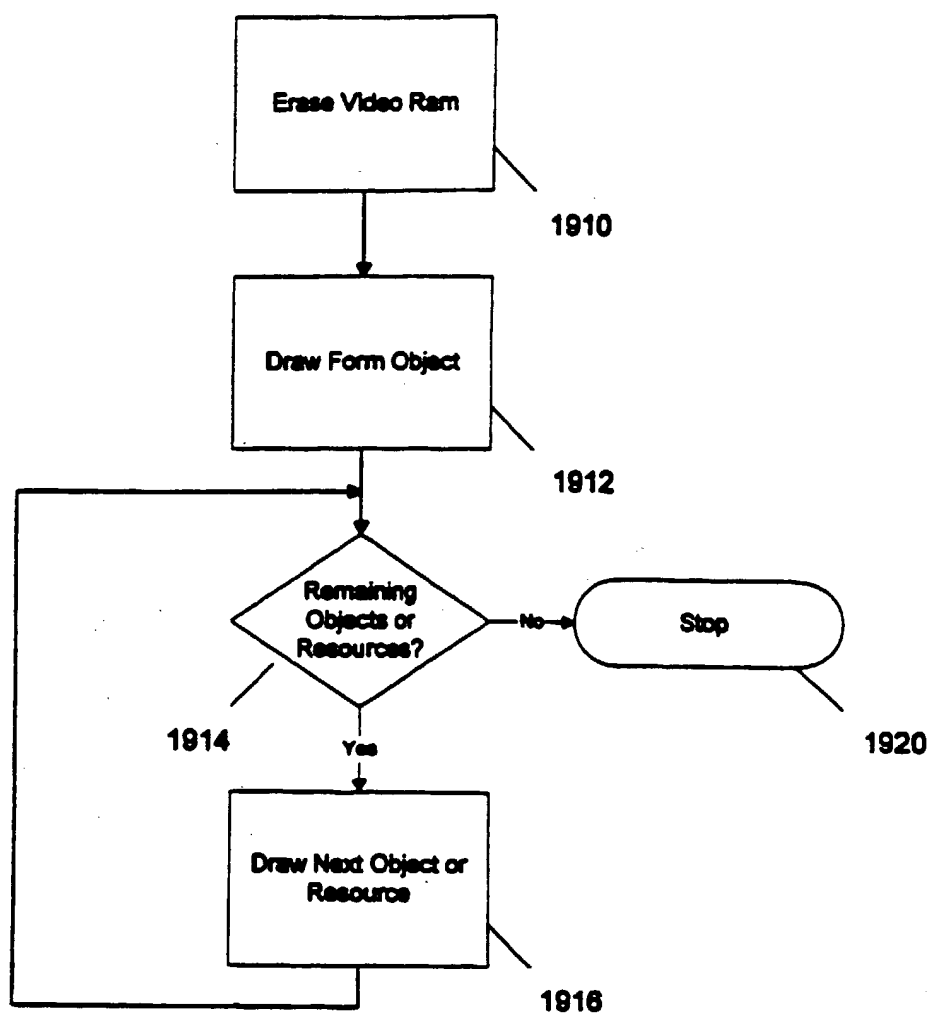 Erase Video Ram
1910
Draw Form Object
1912
Remaining
Objects or
Resources?
No
Stop
1914
1920
Yes
Draw Next Object or
Resource
1916